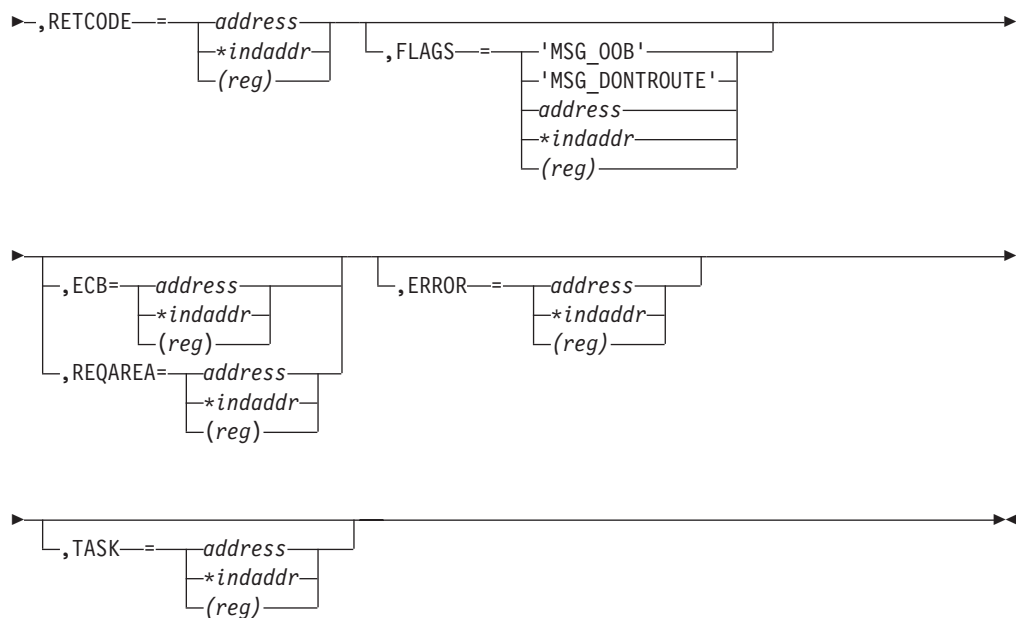 ,RETCODE = address
*indaddr
(reg)
,FLAGS = 'MSG_OOB'
'MSG_DONTROUTE'
address
*indaddr
(reg)
,ECB= address
*indaddr
(reg)
,REQAREA= address
*indaddr
(reg)
,ERROR = address
*indaddr
(reg)
,TASK = address
*indaddr
(reg)